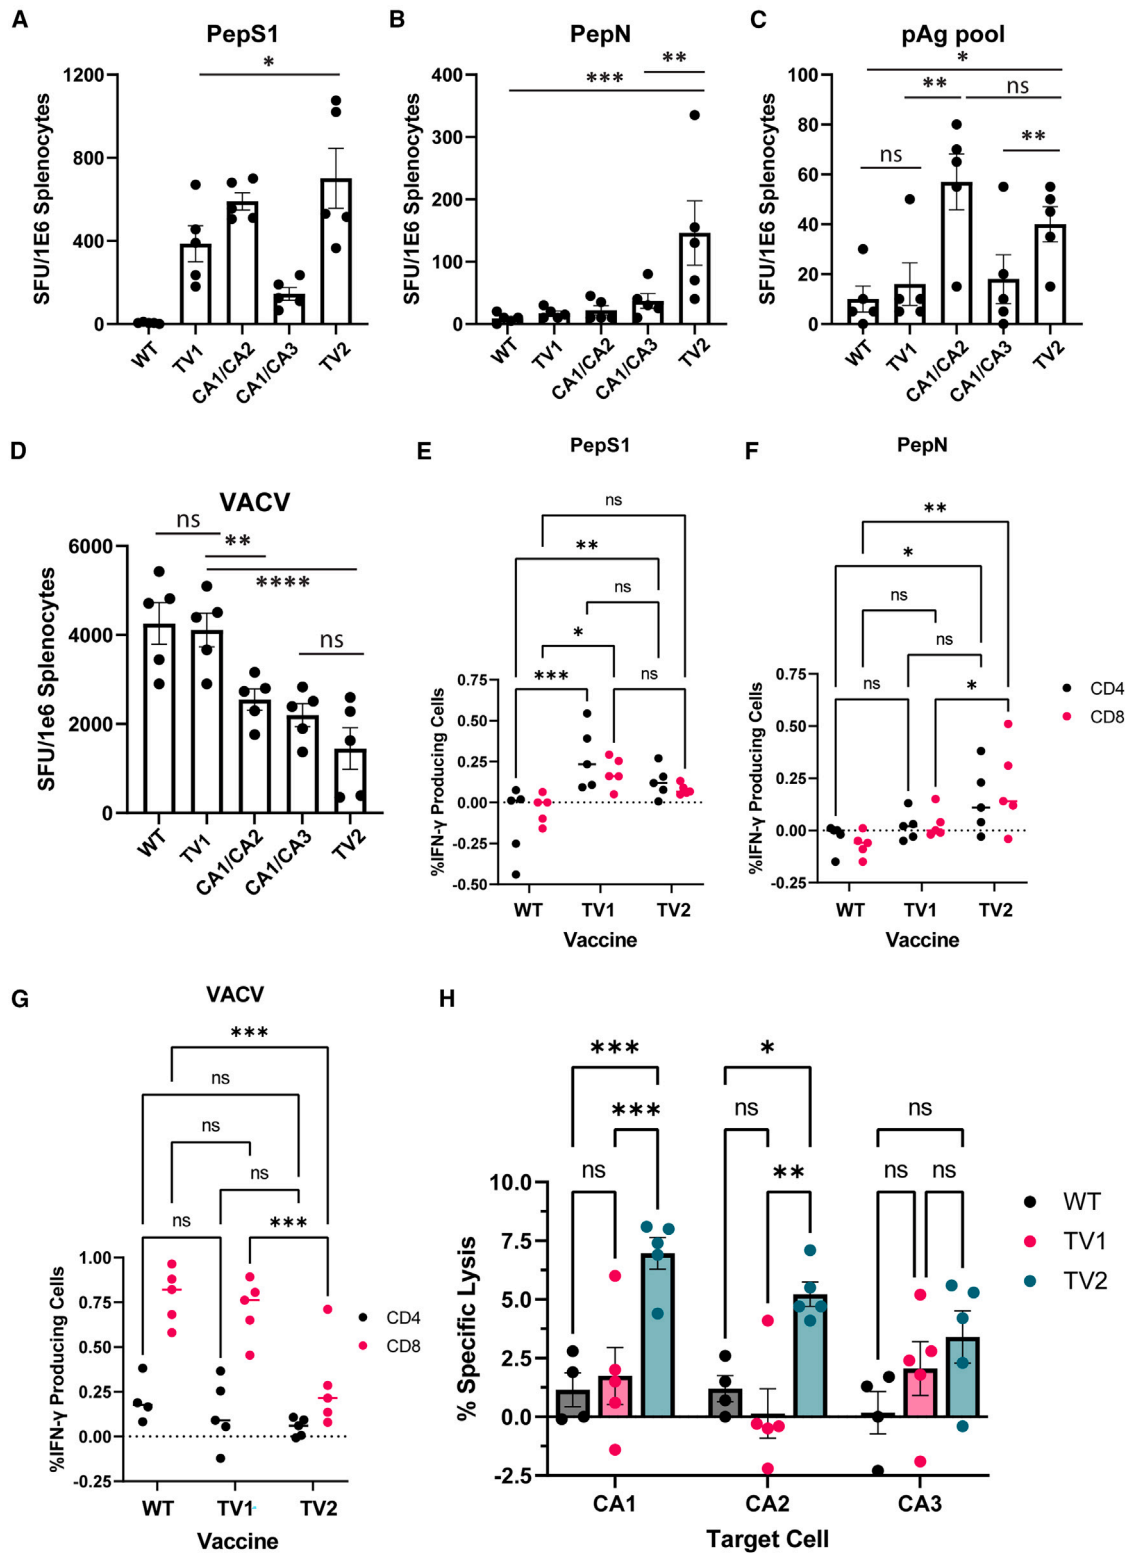 A
PepS1
*
SFU/1E6 Splenocytes
1200
800
400
0
WT
TV1
CA1/CA2
CA1/CA3
TV2
B
PepN
**
***
SFU/1E6 Splenocytes
400
300
200
100
0
WT
TV1
CA1/CA2
CA1/CA3
TV2
C
pAg pool
*
** ns
**
ns
SFU/1E6 Splenocytes
100
80
60
40
20
0
WT
TV1
CA1/CA2
CA1/CA3
TV2
D
VACV
ns
**
****
ns
SFU/1e6 Splenocytes
6000
4000
2000
0
WT
TV1
CA1/CA2
CA1/CA3
TV2
E
PepS1
ns
**
ns
*
*** ns
%IFN-γ Producing Cells
0.75
0.50
0.25
0.00
-0.25
-0.50
WT TV1 TV2
Vaccine
F
PepN
**
*
ns
ns
ns *
%IFN-γ Producing Cells
0.75
0.50
0.25
0.00
-0.25
WT TV1 TV2
Vaccine
CD4
CD8
G
VACV
***
ns
ns
ns
ns ***
%IFN-γ Producing Cells
1.00
0.75
0.50
0.25
0.00
-0.25
WT TV1 TV2
Vaccine
CD4
CD8
H
*** *
*** ns ns
ns ** ns ns
% Specific Lysis
10.0
7.5
5.0
2.5
0.0
-2.5
CA1 CA2 CA3
Target Cell
WT
TV1
TV2